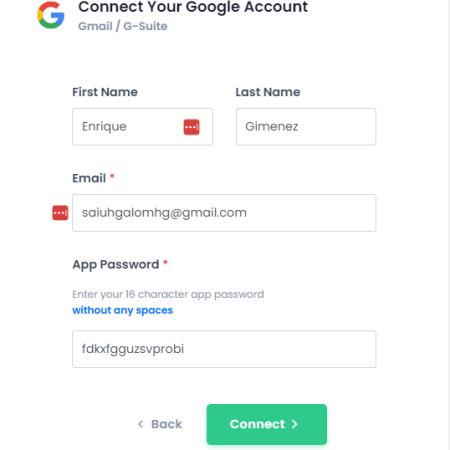 Connect Your Google Account
Gmail / G-Suite
First Name
Last Name
Enrique
Gimenez
Email *
saiuhgalomhg@gmail.com
App Password *
Enter your 16 character app password
without any spaces
fdkxfgguzsvprobi
< Back
Connect >